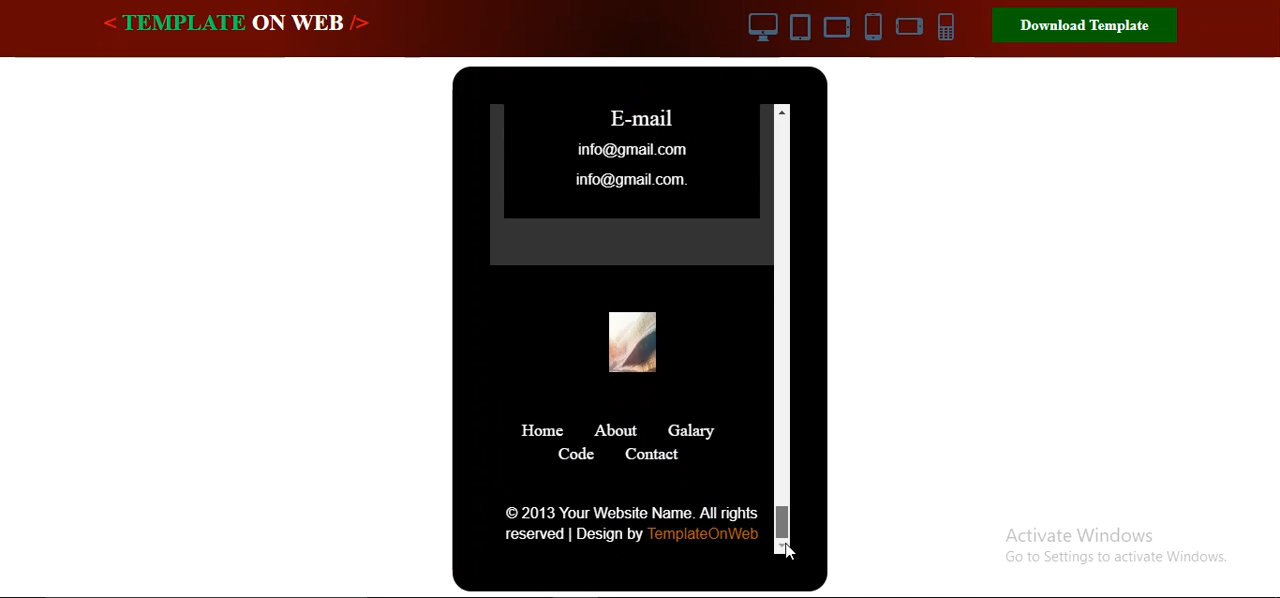 < TEMPLATE ON WEB />
Download Template
E-mail
info@gmail.com
info@gmail.com.
Home About Galary
Code Contact
© 2013 Your Website Name. All rights
reserved | Design by TemplateOnWeb
Activate Windows
Go to Settings to activate Windows.